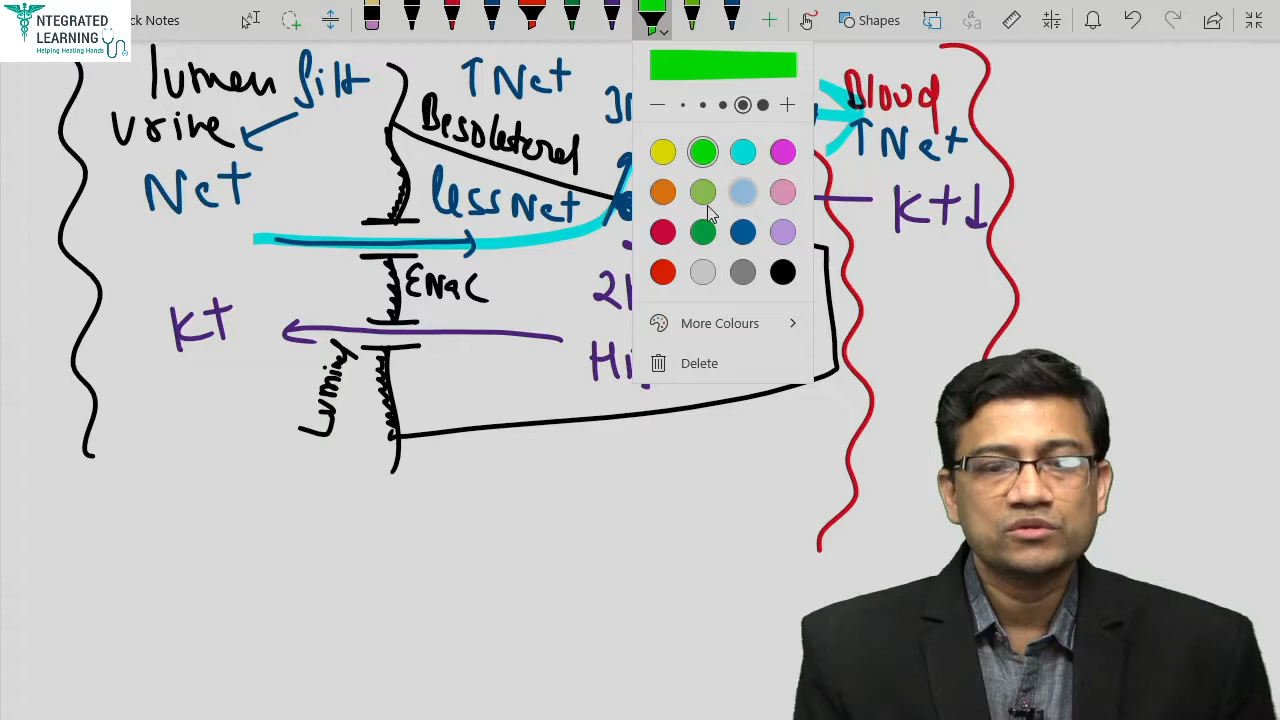 NTEGRATED
LEARNING
Helping Healing Hands
ck Notes
Shapes
lumen filt
urine
Na+
Basolateral
↑Na+
less Na+
ENaC
K+
Luminal
Blood
↑Na+
K+↓
More Colours
Delete